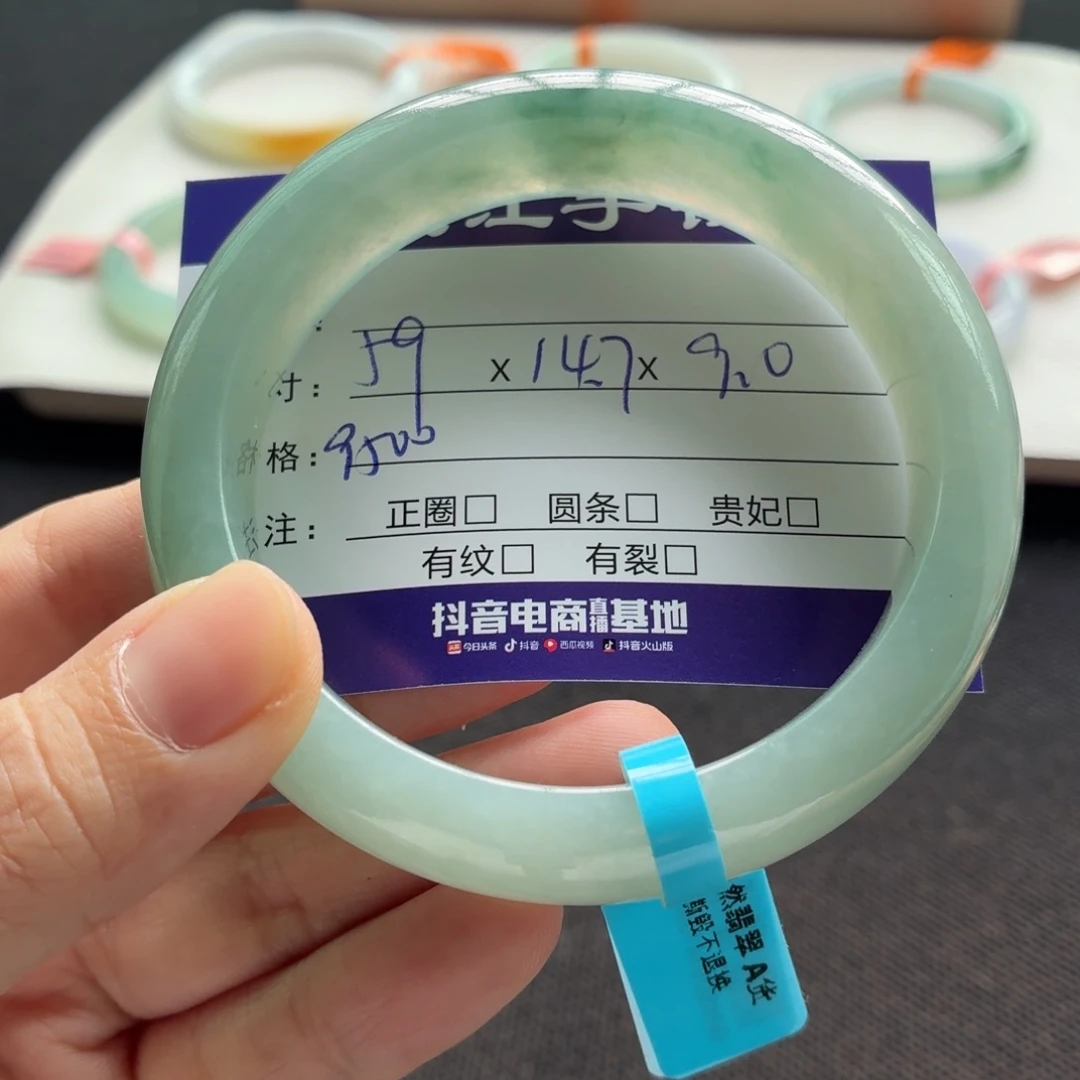 寸: 59 x 14.7 x 9.0
格: 9500
注: 正圈□ 圆条□ 贵妃□
有纹□ 有裂□
抖音电商直播基地
今日头条 抖音 西瓜视频 抖音火山版
然翡翠 A货
撕毁不退换